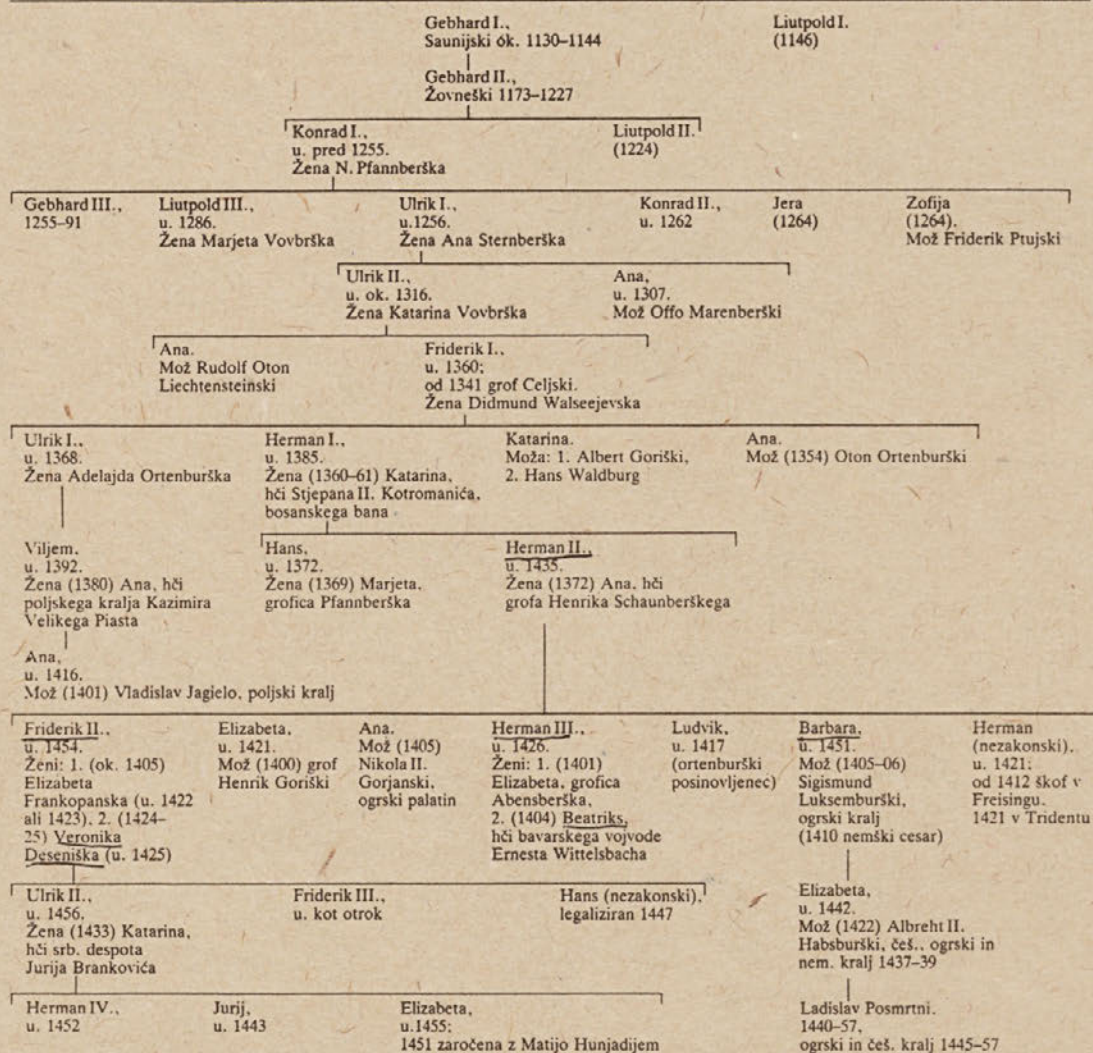 Gebhard I.,
Saunijski ok. 1130–1144
Liutpold I.
(1146)
Gebhard II.,
Žovneški 1173–1227
Konrad I.,
u. pred 1255.
Žena N. Pfannberška
Liutpold II.
(1224)
Gebhard III.,
1255–91
Liutpold III.,
u. 1286.
Žena Marjeta Vovbrška
Ulrik I.,
u.1256.
Žena Ana Sternberška
Konrad II.,
u. 1262
Jera
(1264)
Zofija
(1264).
Mož Friderik Ptujski
Ulrik II.,
u. ok. 1316.
Žena Katarina Vovbrška
Ana,
u. 1307.
Mož Offo Marenberški
Ana.
Mož Rudolf Oton
Liechtensteinski
Friderik I.,
u. 1360;
od 1341 grof Celjski.
Žena Didmund Walseejevska
Ulrik I.,
u. 1368.
Žena Adelajda Ortenburška
Herman I.,
u. 1385.
Žena (1360–61) Katarina,
hči Stjepana II. Kotromanića,
bosanskega bana
Katarina.
Moža: 1. Albert Goriški,
2. Hans Waldburg
Ana.
Mož (1354) Oton Ortenburški
Viljem,
u. 1392.
Žena (1380) Ana, hči
poljskega kralja Kazimira
Velikega Piasta
Hans,
u. 1372.
Žena (1369) Marjeta,
grofica Pfannberška
Herman II.,
u. 1435.
Žena (1372) Ana. hči
grofa Henrika Schaunberškega
Ana,
u. 1416.
Mož (1401) Vladislav Jagielo, poljski kralj
Friderik II.,
u. 1454.
Ženi: 1. (ok. 1405)
Elizabeta
Frankopanska (u. 1422
ali 1423), 2. (1424–
25) Veronika
Deseniška (u. 1425)
Elizabeta,
u. 1421.
Mož (1400) grof
Henrik Goriški
Ana.
Mož (1405)
Nikola II.
Gorjanski,
ogrski palatin
Herman III.,
u. 1426.
Ženi: 1. (1401)
Elizabeta, grofica
Abensberška,
2. (1404) Beatriks,
hči bavarskega vojvode
Ernesta Wittelsbacha
Ludvik,
u. 1417
(ortenburški
posinovljenec)
Barbara,
u. 1451.
Mož (1405–06)
Sigismund
Luksemburški,
ogrski kralj
(1410 nemški cesar)
Herman
(nezakonski),
u. 1421;
od 1412 škof v
Freisingu.
1421 v Tridentu
Ulrik II.,
u. 1456.
Žena (1433) Katarina,
hči srb. despota
Jurija Brankovića
Friderik III.,
u. kot otrok
Hans (nezakonski),
legaliziran 1447
Elizabeta,
u. 1442.
Mož (1422) Albreht II.
Habsburški, češ., ogrski in
nem. kralj 1437–39
Herman IV.,
u. 1452
Jurij,
u. 1443
Elizabeta,
u.1455;
1451 zaročena z Matijo Hunjadijem
Ladislav Posmrtni.
1440–57,
ogrski in češ. kralj 1445–57